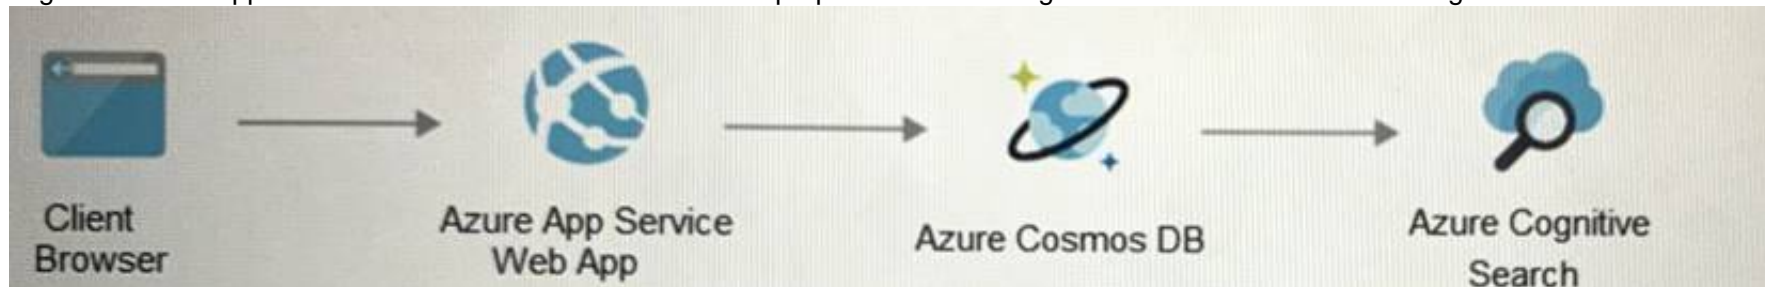 Client
Browser
Azure App Service
Web App
Azure Cosmos DB
Azure Cognitive
Search